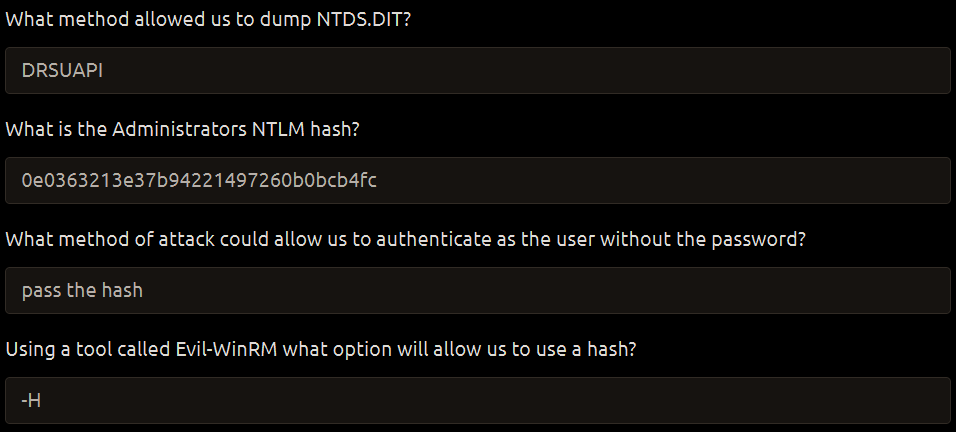 What method allowed us to dump NTDS.DIT?
DRSUAPI
What is the Administrators NTLM hash?
0e0363213e37b94221497260b0bcb4fc
What method of attack could allow us to authenticate as the user without the password?
pass the hash
Using a tool called Evil-WinRM what option will allow us to use a hash?
-H